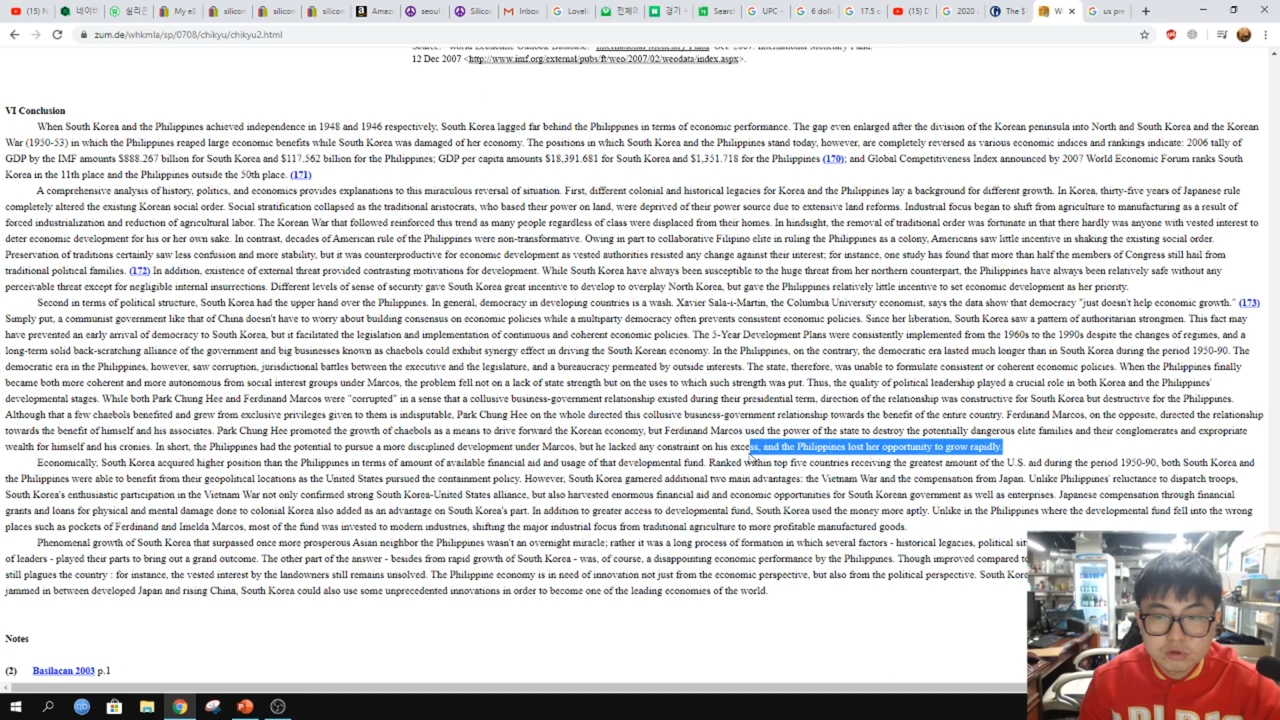 (15) N
네이버
쉴리곤
My eB
silicon
silicon
silicon
Amaz
seoul
Silicon
Inbox
Lovel
전제이
경기
Searc
UPC -
6 doll
17.5 c
(15) D
2020
The $
W
us pr
zum.de/whkmla/sp/0708/chikyu/chikyu2.html
Source: "World Economic Outlook Database." International Monetary Fund. Oct. 2007. International Monetary Fund.
12 Dec 2007 <http://www.imf.org/external/pubs/ft/weo/2007/02/weodata/index.aspx>.
VI Conclusion
When South Korea and the Philippines achieved independence in 1948 and 1946 respectively, South Korea lagged far behind the Philippines in terms of economic performance. The gap even enlarged after the division of the Korean peninsula into North and South Korea and the Korean
War (1950-53) in which the Philippines reaped large economic benefits while South Korea was damaged of her economy. The positions in which South Korea and the Philippines stand today, however, are completely reversed as various economic indices and rankings indicate: 2006 tally of
GDP by the IMF amounts $888.267 billion for South Korea and $117.562 billion for the Philippines; GDP per capita amounts $18,391.681 for South Korea and $1,351.718 for the Philippines (170); and Global Competitiveness Index announced by 2007 World Economic Forum ranks South
Korea in the 11th place and the Philippines outside the 50th place. (171)
A comprehensive analysis of history, politics, and economics provides explanations to this miraculous reversal of situation. First, different colonial and historical legacies for Korea and the Philippines lay a background for different growth. In Korea, thirty-five years of Japanese rule
completely altered the existing Korean social order. Social stratification collapsed as the traditional aristocrats, who based their power on land, were deprived of their power source due to extensive land reforms. Industrial focus began to shift from agriculture to manufacturing as a result of
forced industrialization and reduction of agricultural labor. The Korean War that followed reinforced this trend as many people regardless of class were displaced from their homes. In hindsight, the removal of traditional order was fortunate in that there hardly was anyone with vested interest to
deter economic development for his or her own sake. In contrast, decades of American rule of the Philippines were non-transformative. Owing in part to collaborative Filipino elite in ruling the Philippines as a colony, Americans saw little incentive in shaking the existing social order.
Preservation of traditions certainly saw less confusion and more stability, but it was counterproductive for economic development as vested authorities resisted any change against their interest; for instance, one study has found that more than half the members of Congress still hail from
traditional political families. (172) In addition, existence of external threat provided contrasting motivations for development. While South Korea have always been susceptible to the huge threat from her northern counterpart, the Philippines have always been relatively safe without any
perceivable threat except for negligible internal insurrections. Different levels of sense of security gave South Korea great incentive to develop to overplay North Korea, but gave the Philippines relatively little incentive to set economic development as her priority.
Second in terms of political structure, South Korea had the upper hand over the Philippines. In general, democracy in developing countries is a wash. Xavier Sala-i-Martin, the Columbia University economist, says the data show that democracy "just doesn't help economic growth." (173)
Simply put, a communist government like that of China doesn't have to worry about building consensus on economic policies while a multiparty democracy often prevents consistent economic policies. Since her liberation, South Korea saw a pattern of authoritarian strongmen. This fact may
have prevented an early arrival of democracy to South Korea, but it facilitated the legislation and implementation of continuous and coherent economic policies. The 5-Year Development Plans were consistently implemented from the 1960s to the 1990s despite the changes of regimes, and a
long-term solid back-scratching alliance of the government and big businesses known as chaebols could exhibit synergy effect in driving the South Korean economy. In the Philippines, on the contrary, the democratic era lasted much longer than in South Korea during the period 1950-90. The
democratic era in the Philippines, however, saw corruption, jurisdictional battles between the executive and the legislature, and a bureaucracy permeated by outside interests. The state, therefore, was unable to formulate consistent or coherent economic policies. When the Philippines finally
became both more coherent and more autonomous from social interest groups under Marcos, the problem fell not on a lack of state strength but on the uses to which such strength was put. Thus, the quality of political leadership played a crucial role in both Korea and the Philippines'
developmental stages. While both Park Chung Hee and Ferdinand Marcos were "corrupted" in a sense that a collusive business-government relationship existed during their presidential term, direction of the relationship was constructive for South Korea but destructive for the Philippines.
Although that a few chaebols benefited and grew from exclusive privileges given to them is indisputable, Park Chung Hee on the whole directed this collusive business-government relationship towards the benefit of the entire country. Ferdinand Marcos, on the opposite, directed the relationship
towards the benefit of himself and his associates. Park Chung Hee promoted the growth of chaebols as a means to drive forward the Korean economy, but Ferdinand Marcos used the power of the state to destroy the potentially dangerous elite families and their conglomerates and expropriate
wealth for himself and his cronies. In short, the Philippines had the potential to pursue a more disciplined development under Marcos, but he lacked any constraint on his excess, and the Philippines lost her opportunity to grow rapidly.
Economically, South Korea acquired higher position than the Philippines in terms of amount of available financial aid and usage of that developmental fund. Ranked within top five countries receiving the greatest amount of the U.S. aid during the period 1950-90, both South Korea and
the Philippines were able to benefit from their geopolitical locations as the United States pursued the containment policy. However, South Korea garnered additional two main advantages: the Vietnam War and the compensation from Japan. Unlike Philippines' reluctance to dispatch troops,
South Korea's enthusiastic participation in the Vietnam War not only confirmed strong South Korea-United States alliance, but also harvested enormous financial aid and economic opportunities for South Korean government as well as enterprises. Japanese compensation through financial
grants and loans for physical and mental damage done to colonial Korea also added as an advantage on South Korea's part. In addition to greater access to developmental fund, South Korea used the money more aptly. Unlike in the Philippines where the developmental fund fell into the wrong
places such as pockets of Ferdinand and Imelda Marcos, most of the fund was invested to modern industries, shifting the major industrial focus from traditional agriculture to more profitable manufactured goods.
Phenomenal growth of South Korea that surpassed once more prosperous Asian neighbor the Philippines wasn't an overnight miracle; rather it was a long process of formation in which several factors - historical legacies, political sit
of leaders - played their parts to bring out a grand outcome. The other part of the answer - besides from rapid growth of South Korea - was, of course, a disappointing economic performance by the Philippines. Though improved compared to
still plagues the country : for instance, the vested interest by the landowners still remains unsolved. The Philippine economy is in need of innovation not just from the economic perspective, but also from the political perspective. South Kor
jammed in between developed Japan and rising China, South Korea could also use some unprecedented innovations in order to become one of the leading economies of the world.
Notes
(2) Basilacan 2003 p.1